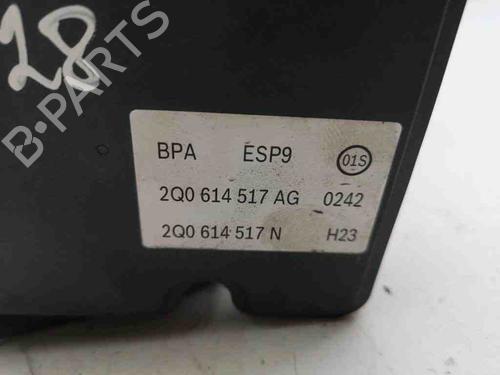 28
B-PARTS
BPA ESP9 01S
2Q0 614 517 AG 0242
2Q0 614 517 N H23